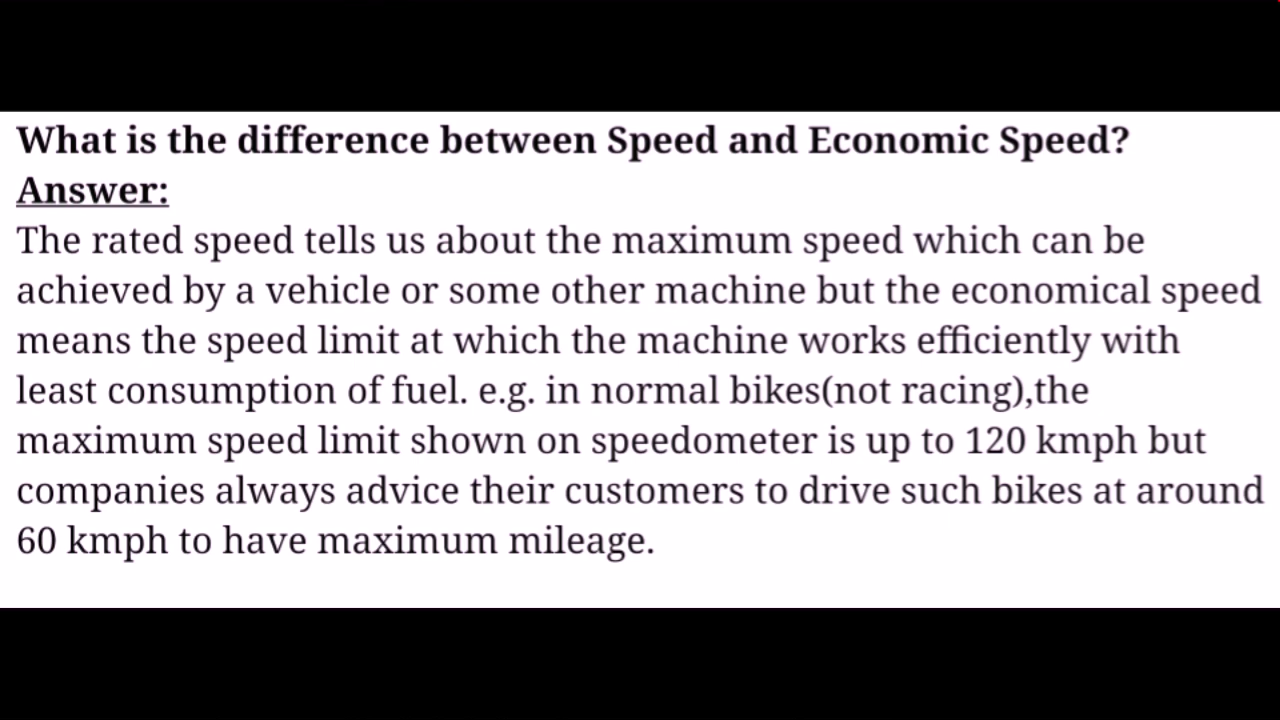 What is the difference between Speed and Economic Speed?
Answer:
The rated speed tells us about the maximum speed which can be
achieved by a vehicle or some other machine but the economical speed
means the speed limit at which the machine works efficiently with
least consumption of fuel. e.g. in normal bikes(not racing),the
maximum speed limit shown on speedometer is up to 120 kmph but
companies always advice their customers to drive such bikes at around
60 kmph to have maximum mileage.